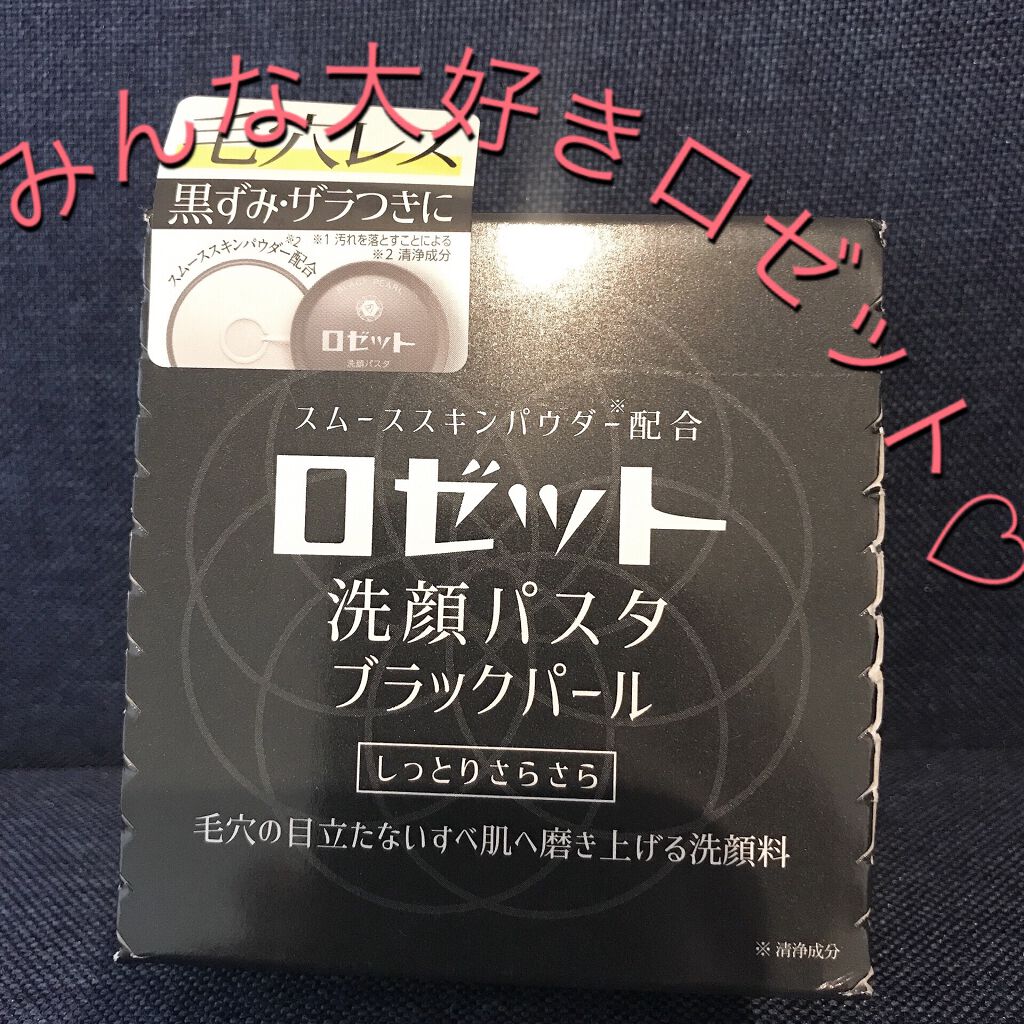 みんな大好きロゼット♡
毛穴レス
黒ずみ・ザラつきに
スムーススキンパウダー※2配合
※1 汚れを落とすことによる
※2 清浄成分
ロゼット
洗顔パスタ
スムーススキンパウダー※配合
ロゼット
洗顔パスタ
ブラックパール
しっとりさらさら
毛穴の目立たないすべ肌へ磨き上げる洗顔料
※ 清浄成分